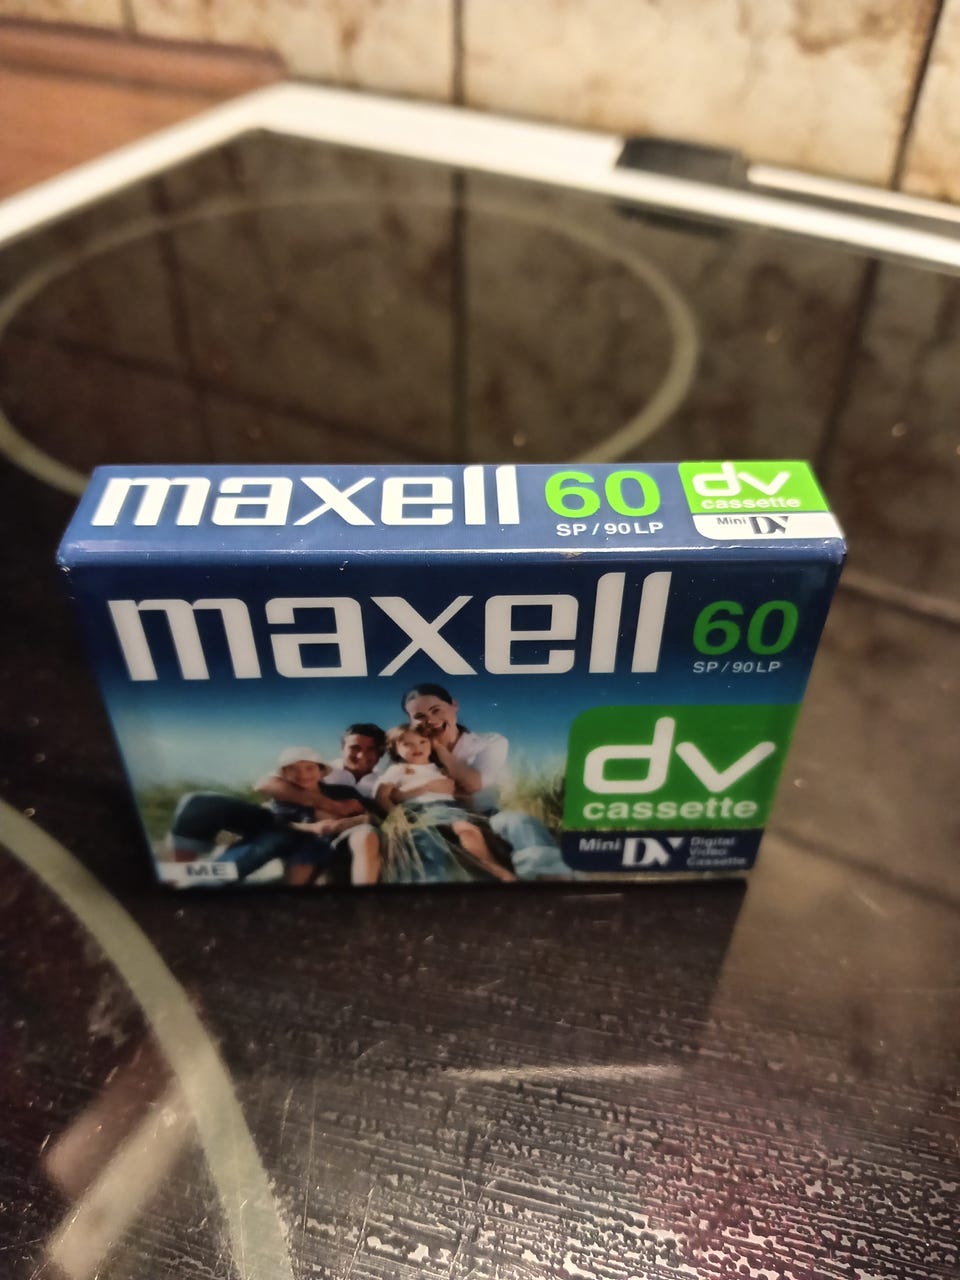 maxell 60
SP/90LP
dv
cassette
Mini DV
maxell 60
SP/90LP
dv
cassette
Mini DV Digital
Video
Cassette
ME